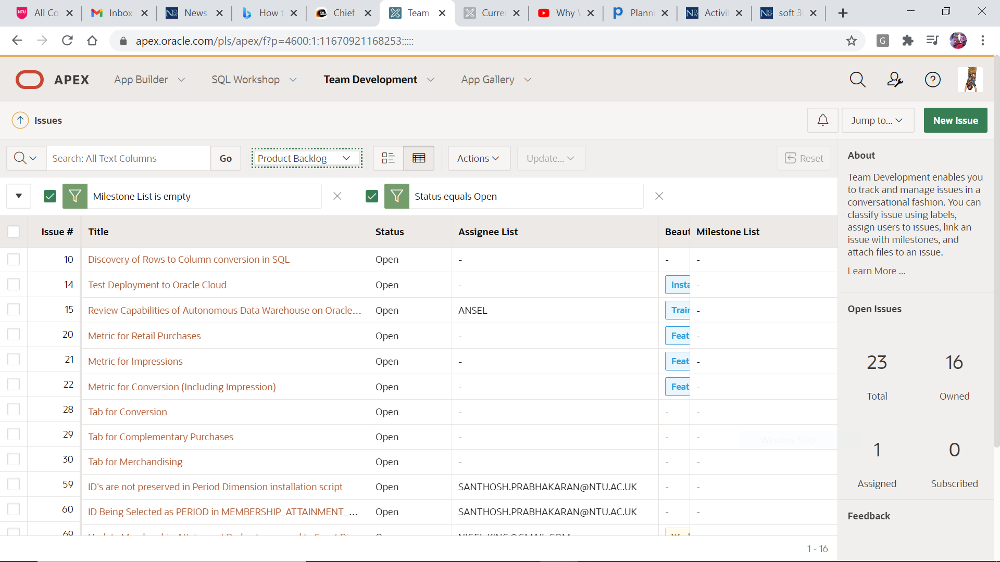 NTU All Co
Inbox
NOW News
How t
Chief
Team
Curre
Why
Planni
NOW Activi
NOW soft 3
apex.oracle.com/pls/apex/f?p=4600:1:11670921168253:::::
G
APEX App Builder SQL Workshop Team Development App Gallery
Issues Jump to... New Issue
Search: All Text Columns Go Product Backlog Actions Update... Reset
Milestone List is empty Status equals Open
Issue # Title Status Assignee List Beaut Milestone List
10 Discovery of Rows to Column conversion in SQL Open - - -
14 Test Deployment to Oracle Cloud Open - Insta -
15 Review Capabilities of Autonomous Data Warehouse on Oracle... Open ANSEL Train -
20 Metric for Retail Purchases Open - Feat -
21 Metric for Impressions Open - Feat -
22 Metric for Conversion (Including Impression) Open - Feat -
28 Tab for Conversion Open - - -
29 Tab for Complementary Purchases Open - - -
30 Tab for Merchandising Open - - -
59 ID's are not preserved in Period Dimension installation script Open SANTHOSH.PRABHAKARAN@NTU.AC.UK - -
60 ID Being Selected as PERIOD in MEMBERSHIP_ATTAINMENT_... Open SANTHOSH.PRABHAKARAN@NTU.AC.UK - -
69
1 - 16
About
Team Development enables you
to track and manage issues in a
conversational fashion. You can
classify issue using labels,
assign users to issues, link an
issue with milestones, and
attach files to an issue.
Learn More ...
Open Issues
23 16
Total Owned
Window Snip
1 0
Assigned Subscribed
Feedback